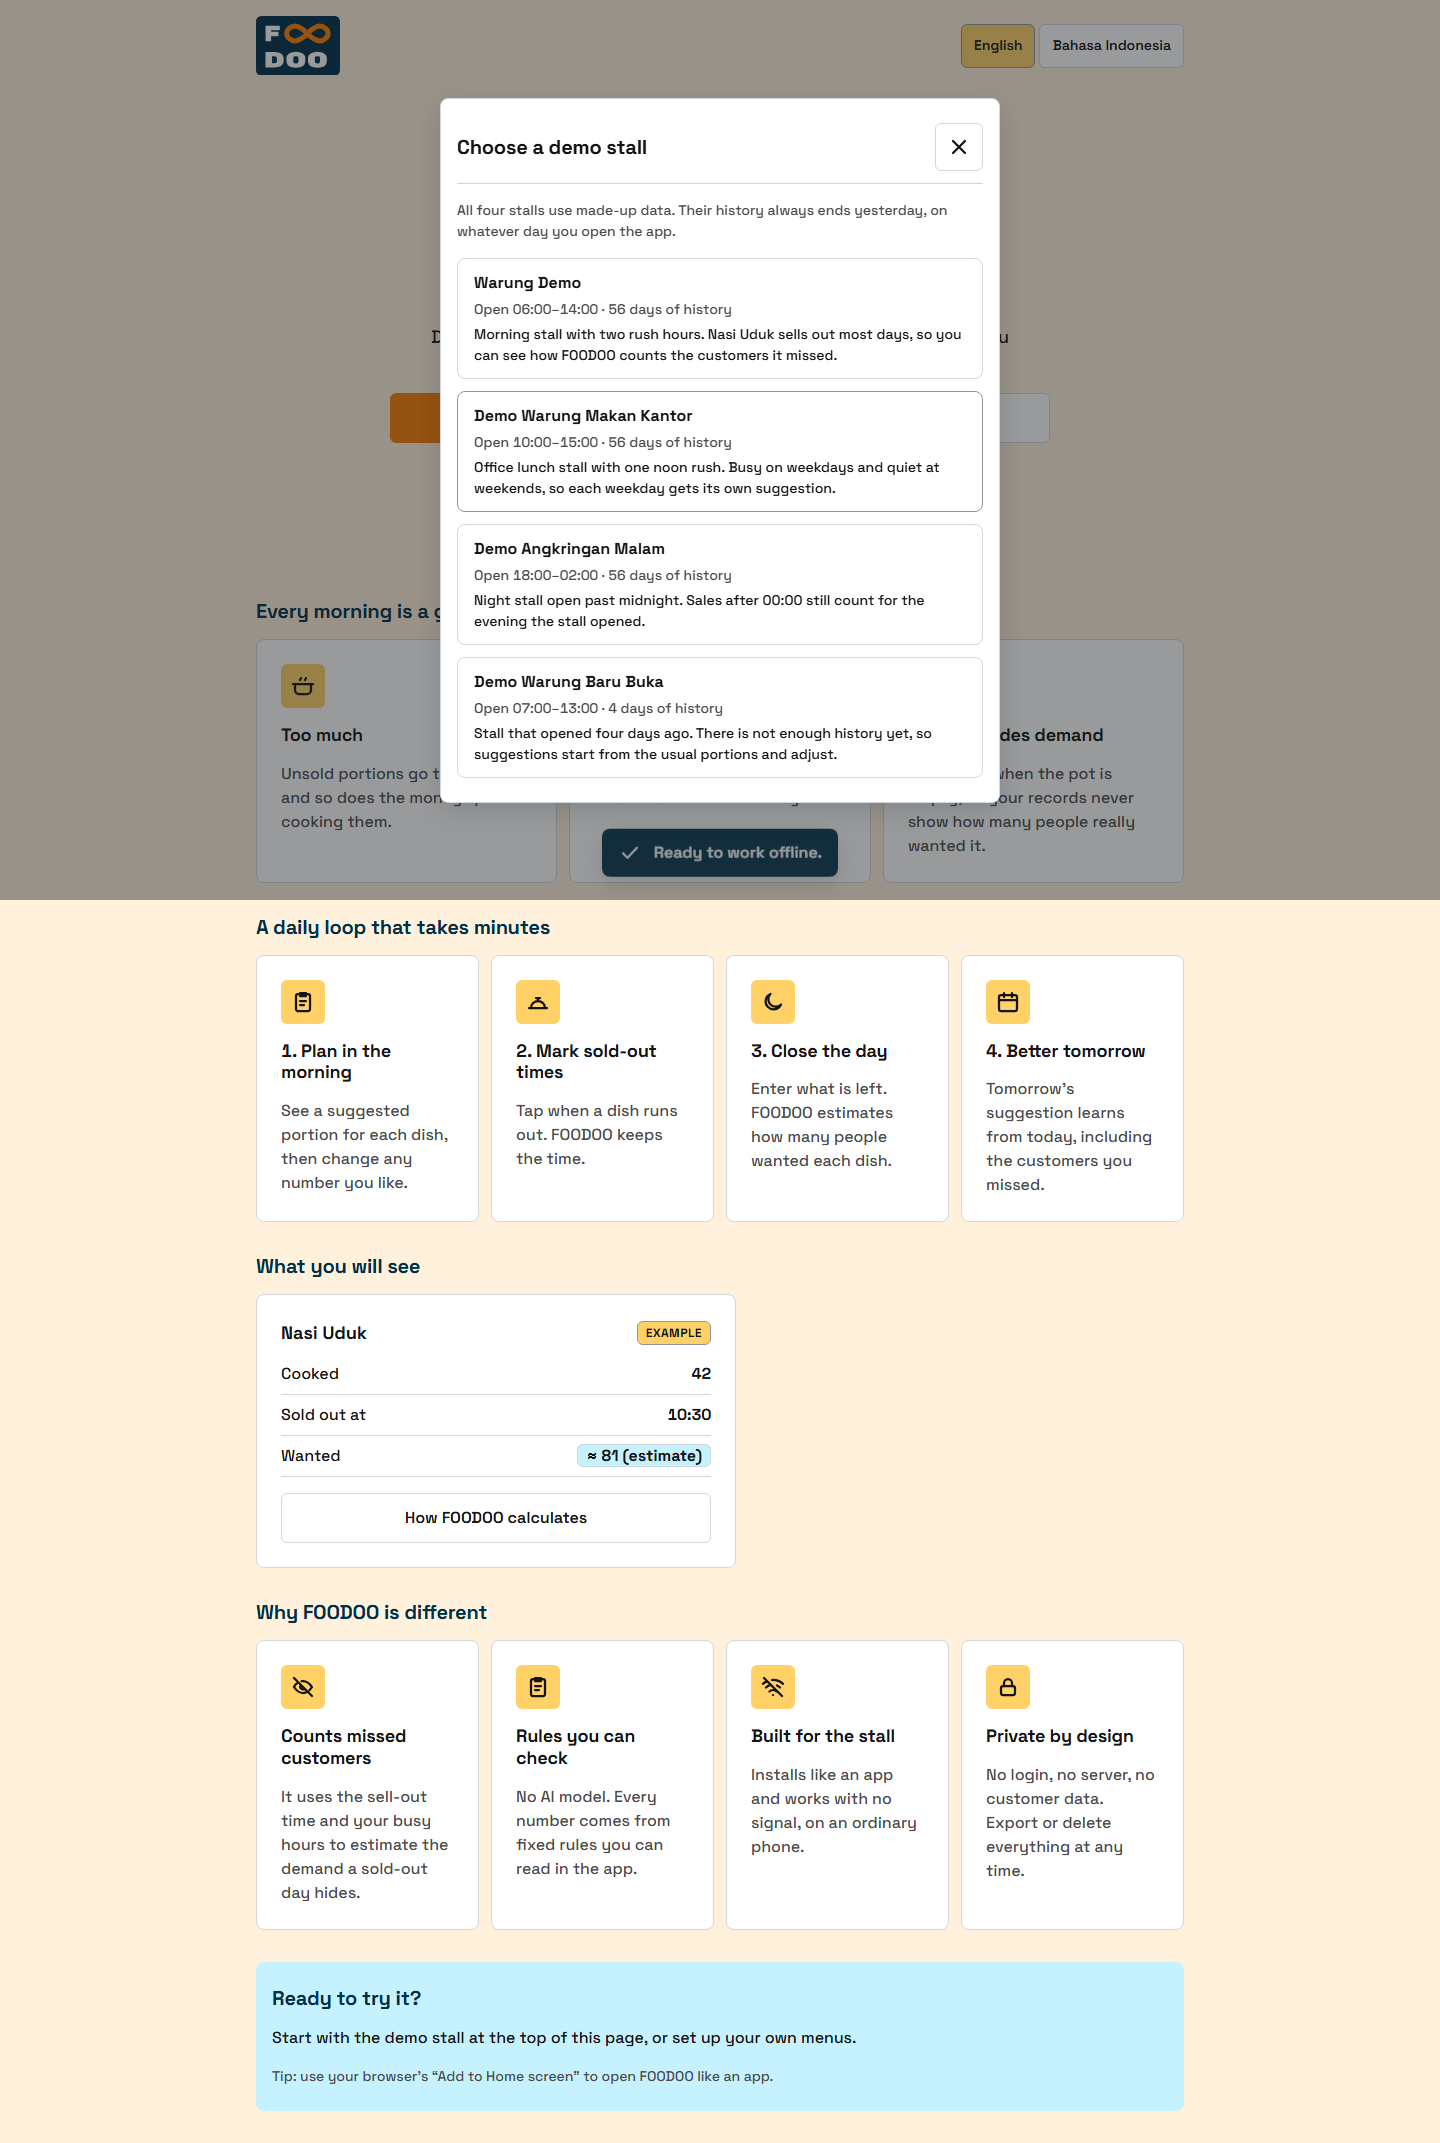 FOO
DOO
English
Bahasa Indonesia
Choose a demo stall
All four stalls use made-up data. Their history always ends yesterday, on
whatever day you open the app.
Warung Demo
Open 06:00–14:00 · 56 days of history
Morning stall with two rush hours. Nasi Uduk sells out most days, so you
can see how FOODOO counts the customers it missed.
Demo Warung Makan Kantor
Open 10:00–15:00 · 56 days of history
Office lunch stall with one noon rush. Busy on weekdays and quiet at
weekends, so each weekday gets its own suggestion.
Demo Angkringan Malam
Open 18:00–02:00 · 56 days of history
Night stall open past midnight. Sales after 00:00 still count for the
evening the stall opened.
Demo Warung Baru Buka
Open 07:00–13:00 · 4 days of history
Stall that opened four days ago. There is not enough history yet, so
suggestions start from the usual portions and adjust.
Every morning is a
Too much
Unsold portions go
and so does the
cooking them.
demand
when the pot is
your records never
show how many people really
wanted it.
Ready to work offline.
A daily loop that takes minutes
1. Plan in the
morning
See a suggested
portion for each dish,
then change any
number you like.
2. Mark sold-out
times
Tap when a dish runs
out. FOODOO keeps
the time.
3. Close the day
Enter what is left.
FOODOO estimates
how many people
wanted each dish.
4. Better tomorrow
Tomorrow’s
suggestion learns
from today, including
the customers you
missed.
What you will see
Nasi Uduk
EXAMPLE
Cooked 42
Sold out at 10:30
Wanted ≈ 81 (estimate)
How FOODOO calculates
Why FOODOO is different
Counts missed
customers
It uses the sell-out
time and your busy
hours to estimate the
demand a sold-out
day hides.
Rules you can
check
No AI model. Every
number comes from
fixed rules you can
read in the app.
Built for the stall
Installs like an app
and works with no
signal, on an ordinary
phone.
Private by design
No login, no server, no
customer data.
Export or delete
everything at any
time.
Ready to try it?
Start with the demo stall at the top of this page, or set up your own menus.
Tip: use your browser’s “Add to Home screen” to open FOODOO like an app.